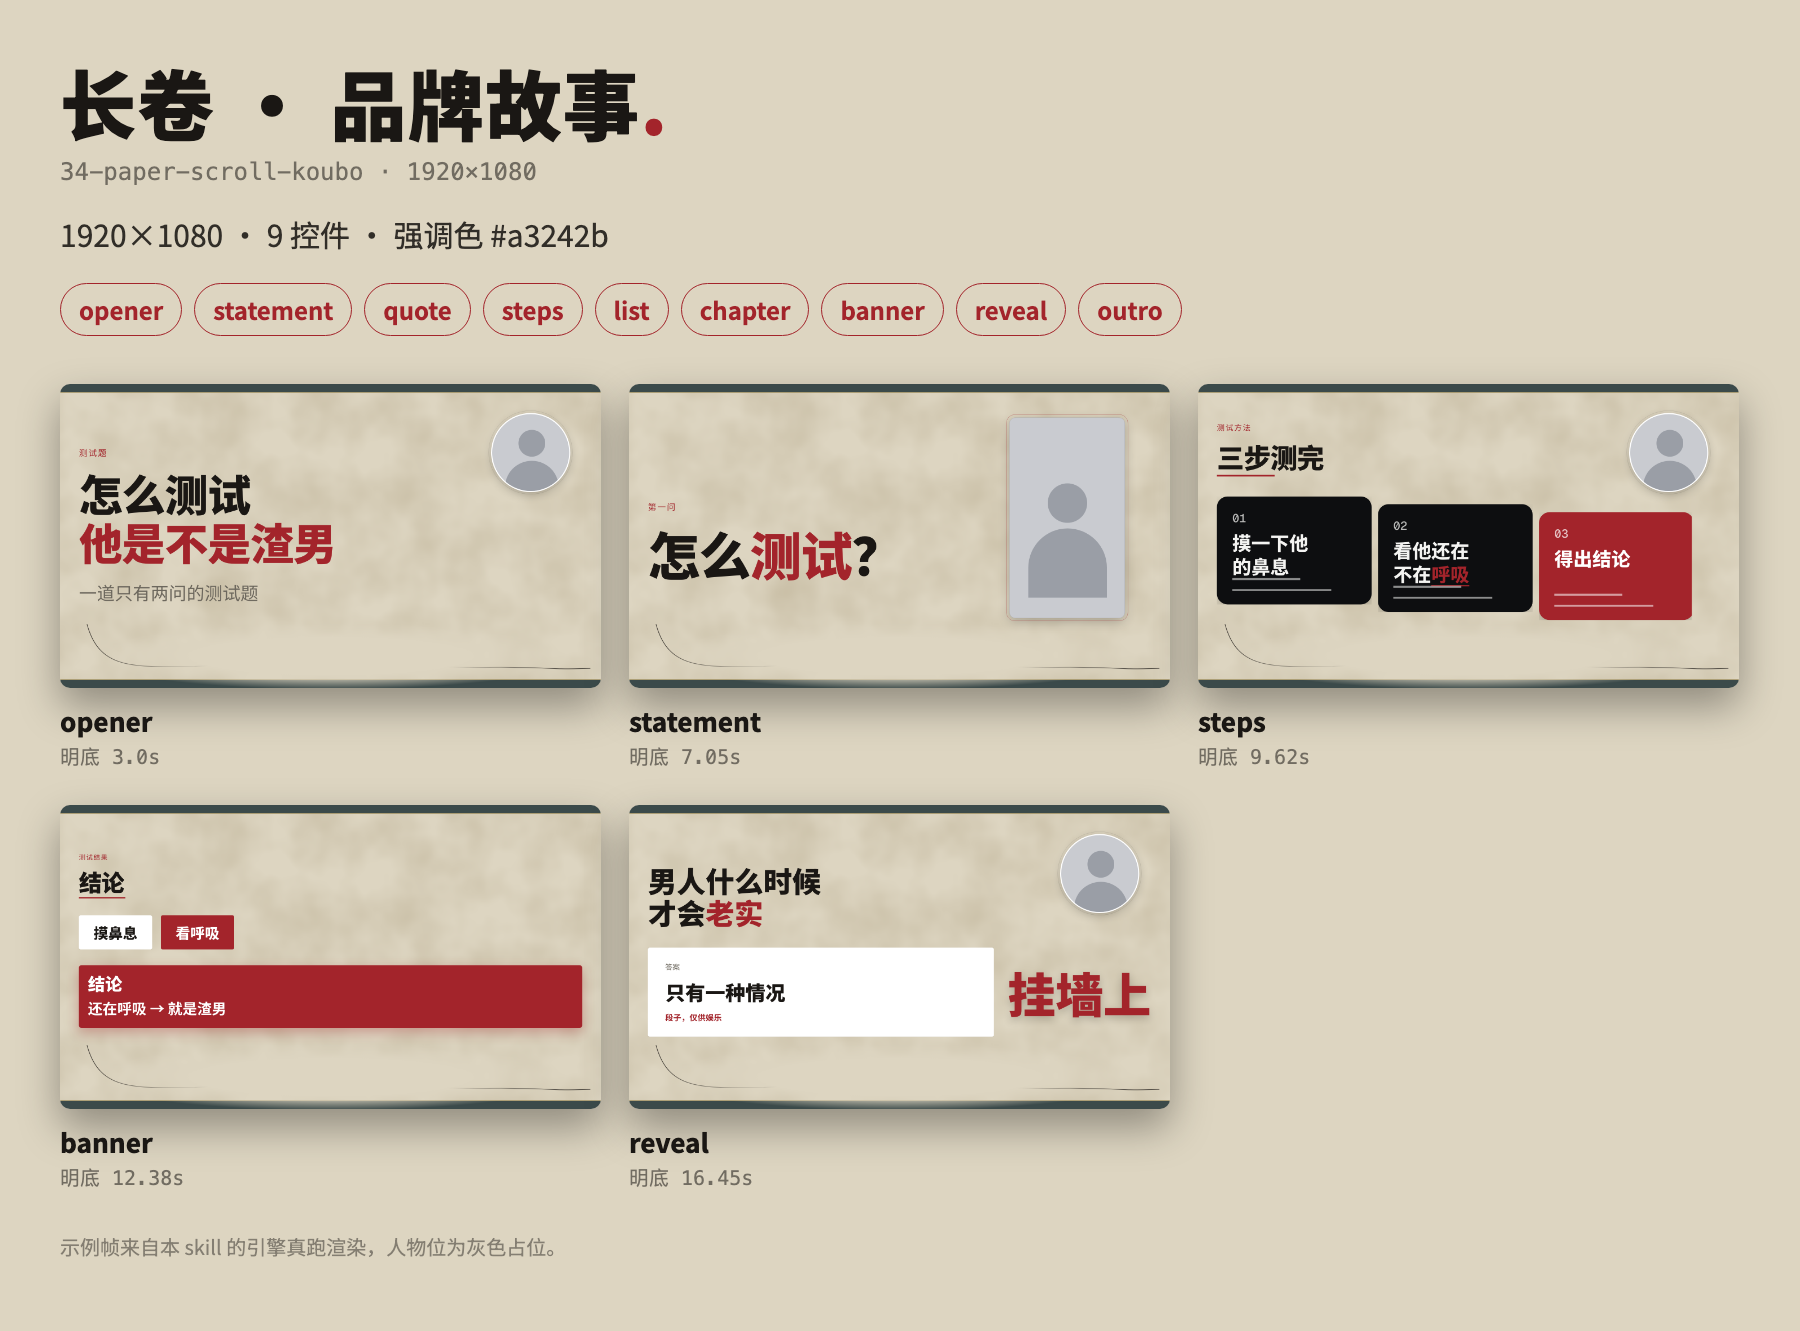 长卷 · 品牌故事.
34-paper-scroll-koubo · 1920×1080
1920×1080 · 9 控件 · 强调色 #a3242b
opener statement quote steps list chapter banner reveal outro
测试题
怎么测试
他是不是渣男
一道只有两问的测试题
opener
明底 3.0s
第一问
怎么测试?
statement
明底 7.05s
测试方法
三步测完
01
摸一下他
的鼻息
02
看他还在
不在呼吸
03
得出结论
steps
明底 9.62s
测试结果
结论
摸鼻息
看呼吸
结论
还在呼吸 → 就是渣男
banner
明底 12.38s
男人什么时候
才会老实
答案
只有一种情况
段子，仅供娱乐
挂墙上
reveal
明底 16.45s
示例帧来自本 skill 的引擎真跑渲染，人物位为灰色占位。